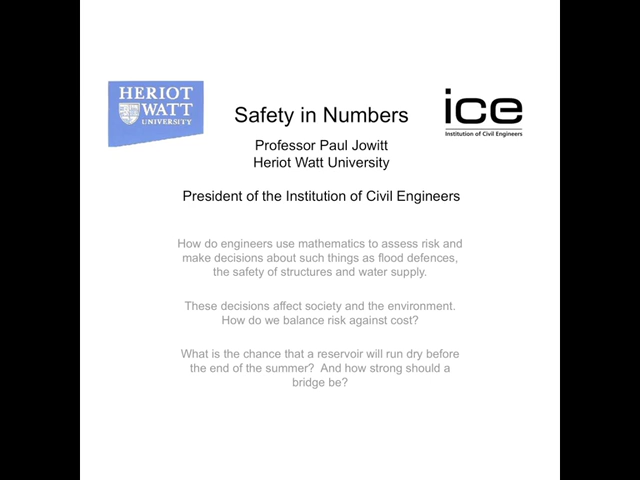 HERIOT
WATT
UNIVERSITY
Safety in Numbers
ice
Institution of Civil Engineers
Professor Paul Jowitt
Heriot Watt University
President of the Institution of Civil Engineers
How do engineers use mathematics to assess risk and
make decisions about such things as flood defences,
the safety of structures and water supply.
These decisions affect society and the environment.
How do we balance risk against cost?
What is the chance that a reservoir will run dry before
the end of the summer?  And how strong should a
bridge be?